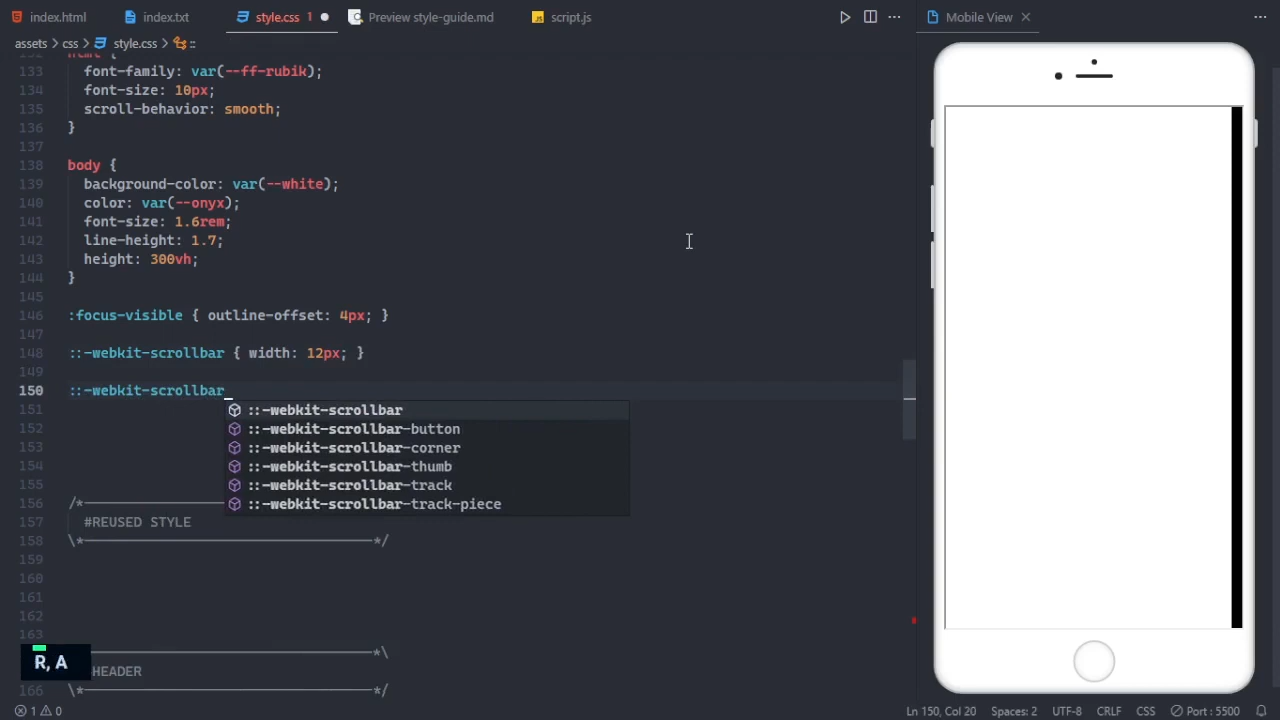 index.html
index.txt
style.css 1
Preview style-guide.md
script.js
Mobile View
assets > css > style.css > ::
133 font-family: var(--ff-rubik);
134 font-size: 10px;
135 scroll-behavior: smooth;
136 }
137
138 body {
139 background-color: var(--white);
140 color: var(--onyx);
141 font-size: 1.6rem;
142 line-height: 1.7;
143 height: 300vh;
144 }
145
146 :focus-visible { outline-offset: 4px; }
147
148 ::-webkit-scrollbar { width: 12px; }
149
150 ::-webkit-scrollbar
151 ::-webkit-scrollbar
152 ::-webkit-scrollbar-button
153 ::-webkit-scrollbar-corner
154 ::-webkit-scrollbar-thumb
155 ::-webkit-scrollbar-track
::-webkit-scrollbar-track-piece
156 /*
157 #REUSED STYLE
158 \*-----------------------------------*/
159
160
161
162
163
R, A
-----------------------------------*\
HEADER
166 \*-----------------------------------*/
1 0
Ln 150, Col 20
Spaces: 2
UTF-8
CRLF
CSS
Port : 5500